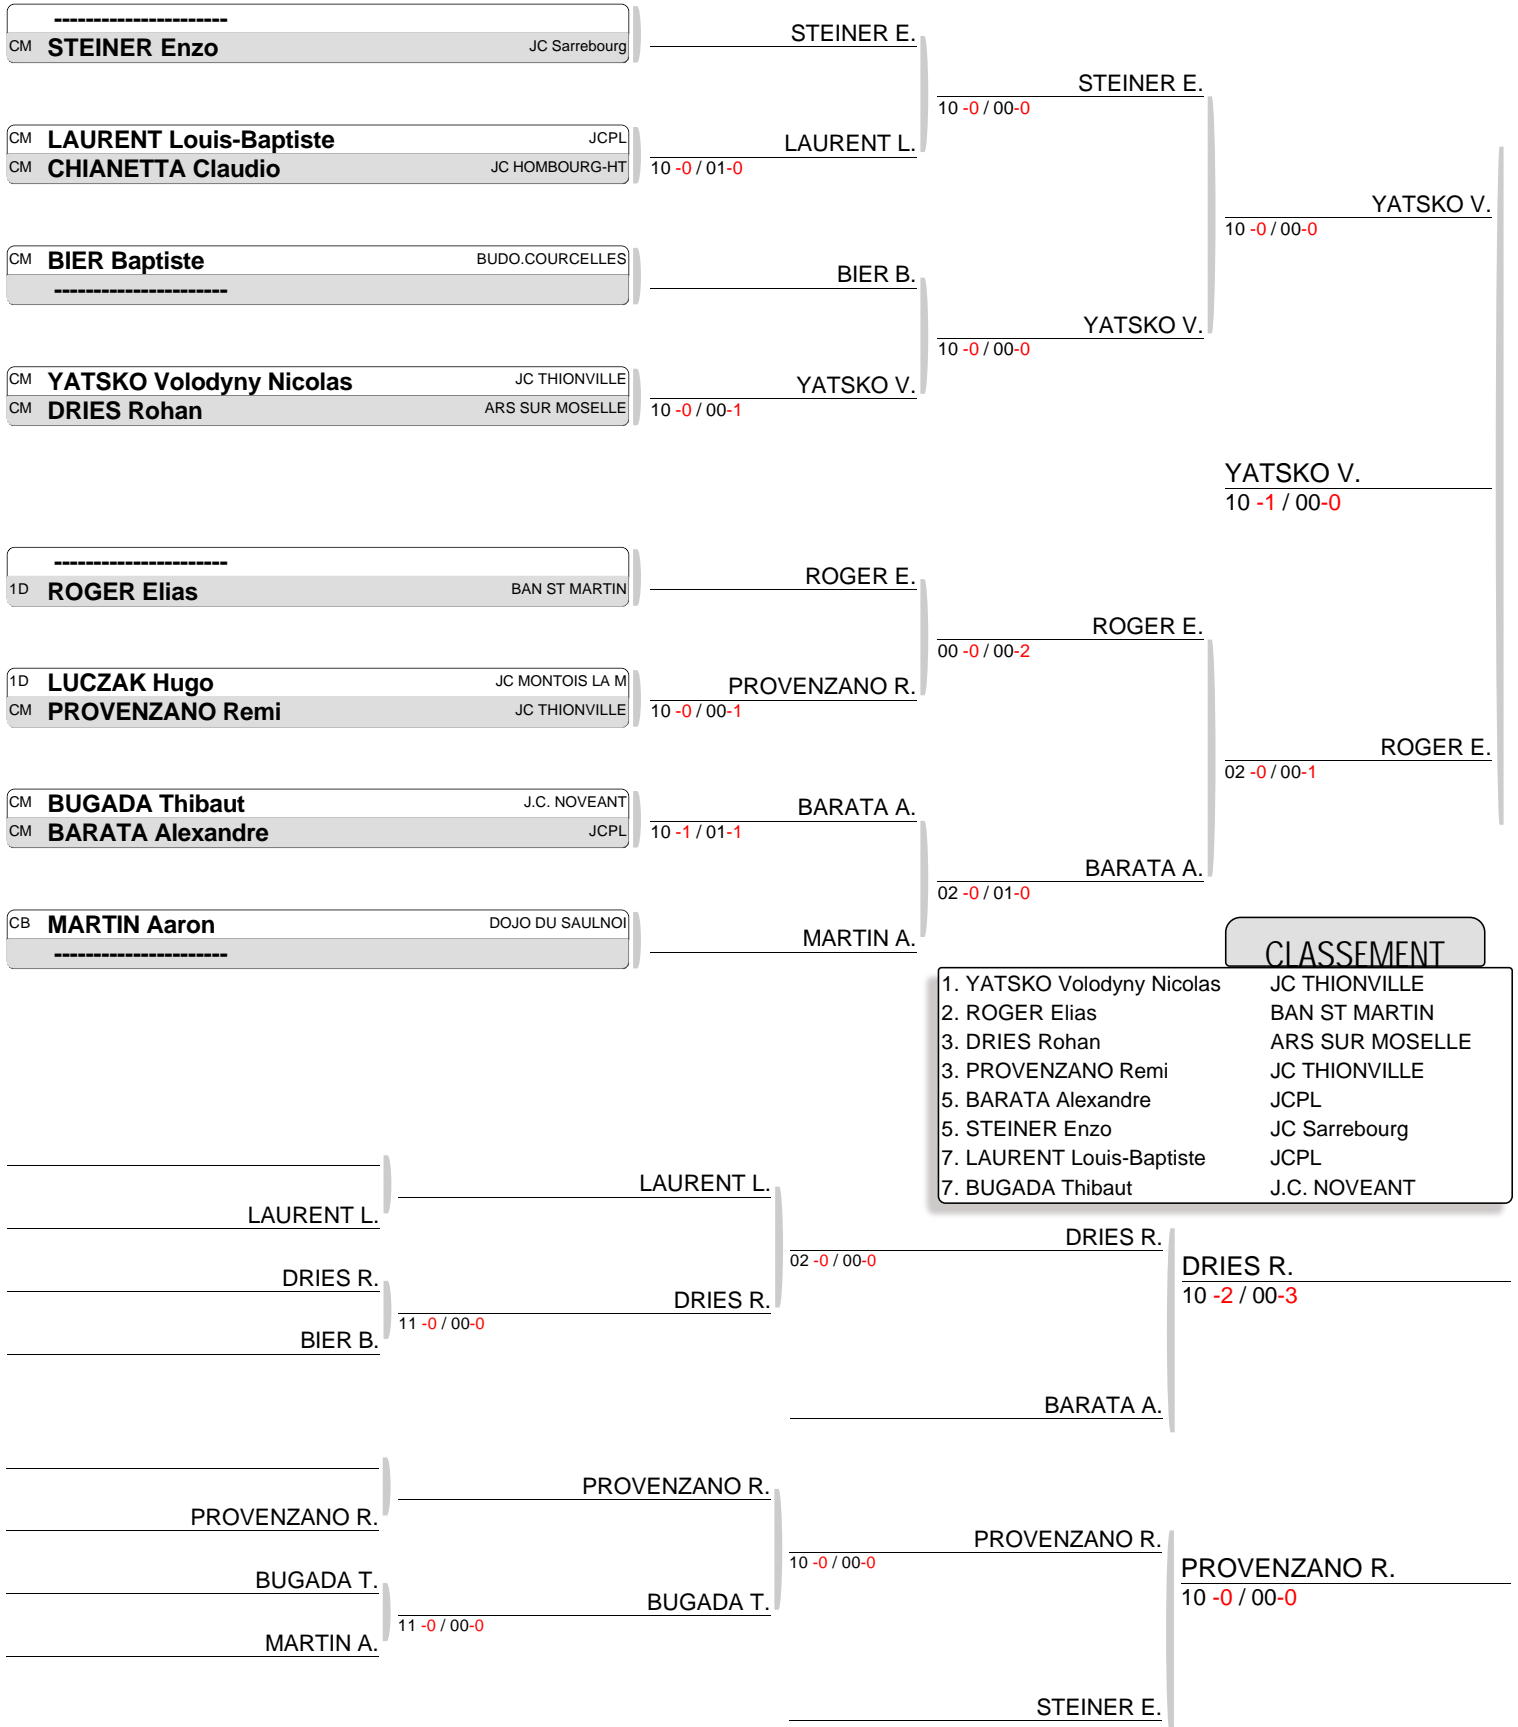 ----------------------
CM STEINER Enzo JC Sarrebourg
CM LAURENT Louis-Baptiste JCPL
CM CHIANETTA Claudio JC HOMBOURG-HT
CM BIER Baptiste BUDO.COURCELLES
----------------------
CM YATSKO Volodyny Nicolas JC THIONVILLE
CM DRIES Rohan ARS SUR MOSELLE
----------------------
1D ROGER Elias BAN ST MARTIN
1D LUCZAK Hugo JC MONTOIS LA M
CM PROVENZANO Remi JC THIONVILLE
CM BUGADA Thibaut J.C. NOVEANT
CM BARATA Alexandre JCPL
CB MARTIN Aaron DOJO DU SAULNOI
----------------------
STEINER E.
LAURENT L.
10 -0 / 01-0
BIER B.
YATSKO V.
10 -0 / 00-1
ROGER E.
PROVENZANO R.
10 -0 / 00-1
BARATA A.
10 -1 / 01-1
MARTIN A.
STEINER E.
10 -0 / 00-0
YATSKO V.
10 -0 / 00-0
ROGER E.
00 -0 / 00-2
BARATA A.
02 -0 / 01-0
YATSKO V.
10 -0 / 00-0
YATSKO V.
10 -1 / 00-0
ROGER E.
02 -0 / 00-1
CLASSEMENT
1. YATSKO Volodyny Nicolas JC THIONVILLE
2. ROGER Elias BAN ST MARTIN
3. DRIES Rohan ARS SUR MOSELLE
3. PROVENZANO Remi JC THIONVILLE
5. BARATA Alexandre JCPL
5. STEINER Enzo JC Sarrebourg
7. LAURENT Louis-Baptiste JCPL
7. BUGADA Thibaut J.C. NOVEANT
LAURENT L.
DRIES R.
BIER B.
LAURENT L.
DRIES R.
11 -0 / 00-0
DRIES R.
02 -0 / 00-0
BARATA A.
DRIES R.
10 -2 / 00-3
PROVENZANO R.
BUGADA T.
MARTIN A.
PROVENZANO R.
BUGADA T.
11 -0 / 00-0
PROVENZANO R.
10 -0 / 00-0
STEINER E.
PROVENZANO R.
10 -0 / 00-0